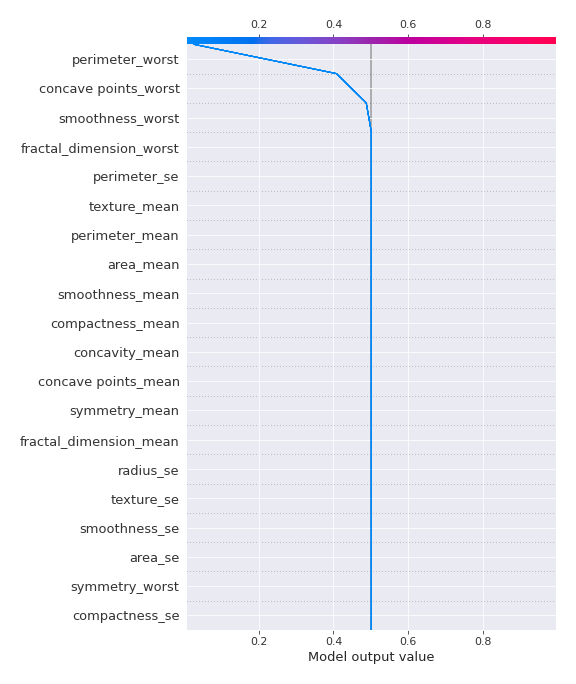 0.2 0.4 0.6 0.8
perimeter_worst
concave points_worst
smoothness_worst
fractal_dimension_worst
perimeter_se
texture_mean
perimeter_mean
area_mean
smoothness_mean
compactness_mean
concavity_mean
concave points_mean
symmetry_mean
fractal_dimension_mean
radius_se
texture_se
smoothness_se
area_se
symmetry_worst
compactness_se
0.2 0.4 0.6 0.8
Model output value